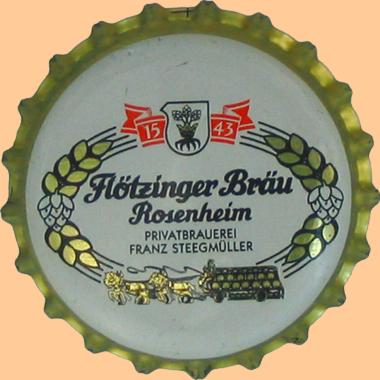 15 43
Flötzinger Bräu
Rosenheim
PRIVATBRAUEREI
FRANZ STEEGMÜLLER